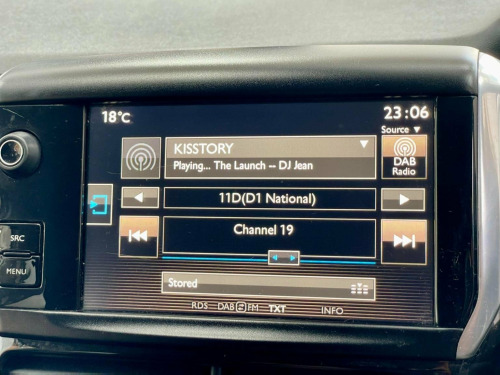 18°C
23:06
Source ▼
KISSTORY
Playing... The Launch -- DJ Jean
DAB
Radio
11D(D1 National)
Channel 19
SRC
MENU
Stored
RDS DAB FM TXT INFO